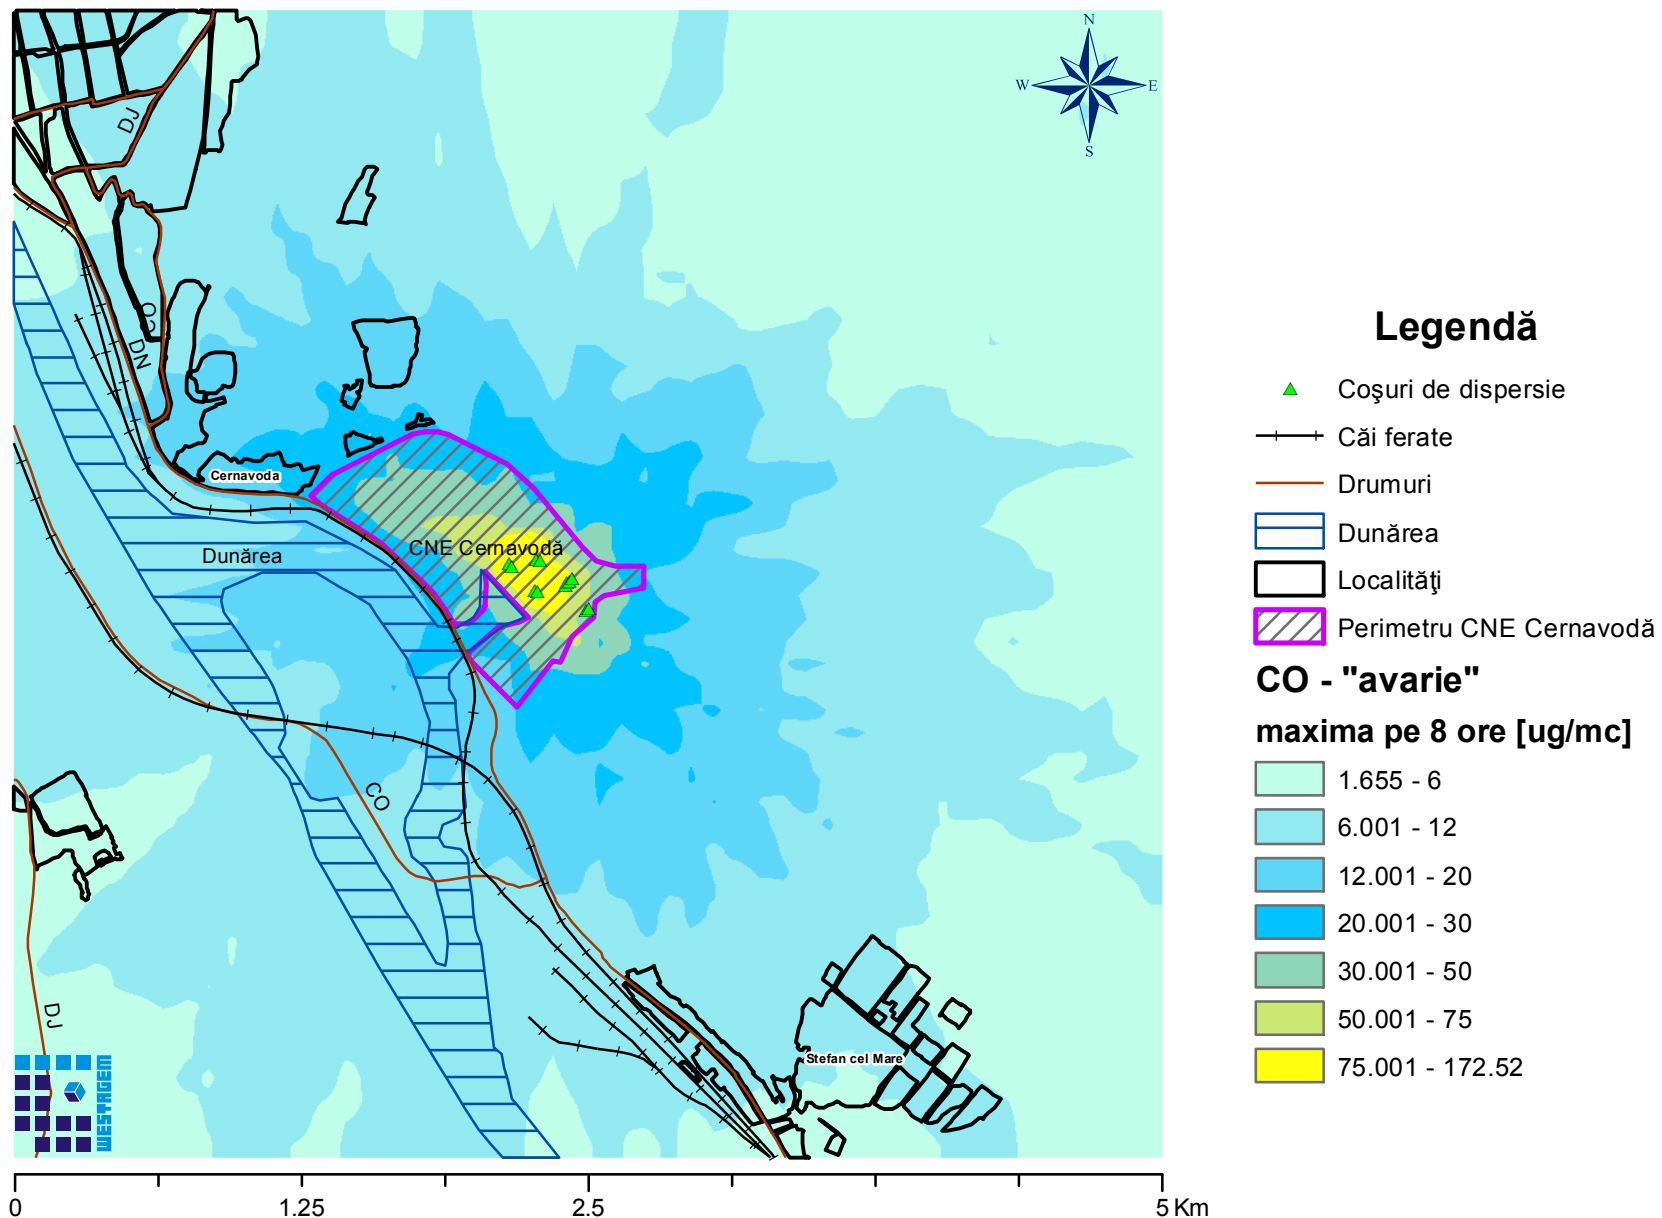 N
W
E
S
DJ
CO
DN
Cernavoda
Dunărea
CNE Cernavodă
CO
DJ
Stefan cel Mare
WESTAGEM
0
1.25
2.5
5 Km
Legendă
Coşuri de dispersie
Căi ferate
Drumuri
Dunărea
Localităţi
Perimetru CNE Cernavodă
CO - "avarie"
maxima pe 8 ore [ug/mc]
1.655 - 6
6.001 - 12
12.001 - 20
20.001 - 30
30.001 - 50
50.001 - 75
75.001 - 172.52